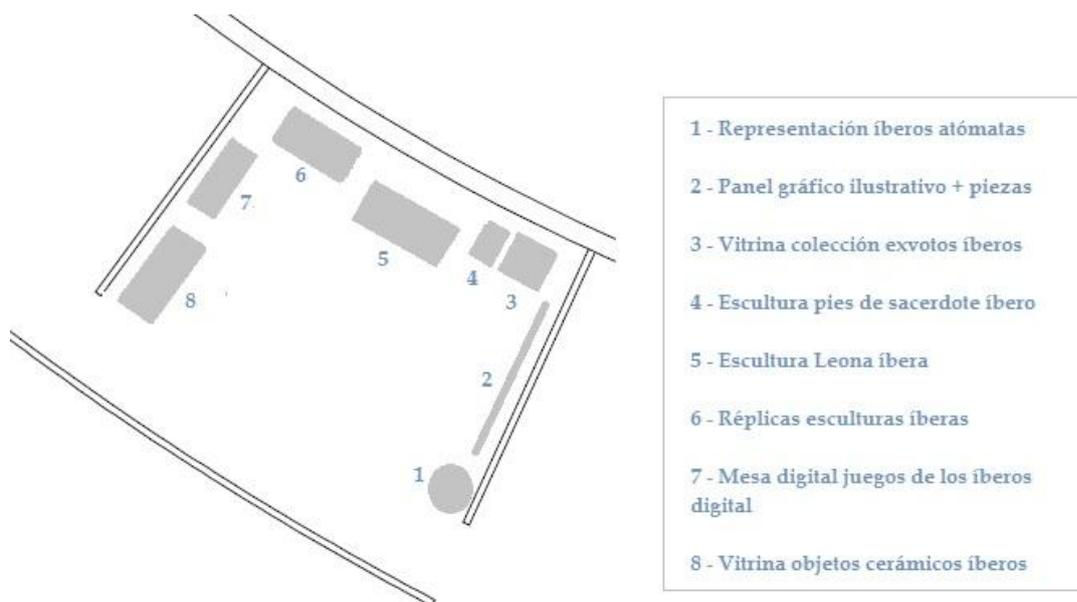 6
7
5
4
3
8
2
1
1 - Representación íberos atómatas
2 - Panel gráfico ilustrativo + piezas
3 - Vitrina colección exvotos íberos
4 - Escultura pies de sacerdote íbero
5 - Escultura Leona íbera
6 - Réplicas esculturas íberas
7 - Mesa digital juegos de los íberos
digital
8 - Vitrina objetos cerámicos íberos